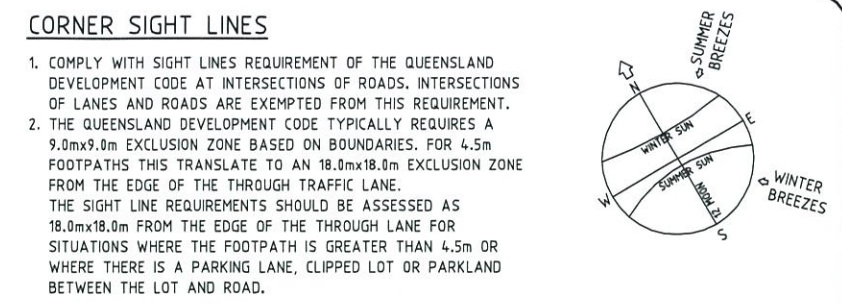 CORNER SIGHT LINES
1. COMPLY WITH SIGHT LINES REQUIREMENT OF THE QUEENSLAND
DEVELOPMENT CODE AT INTERSECTIONS OF ROADS. INTERSECTIONS
OF LANES AND ROADS ARE EXEMPTED FROM THIS REQUIREMENT.
2. THE QUEENSLAND DEVELOPMENT CODE TYPICALLY REQUIRES A
9.0mx9.0m EXCLUSION ZONE BASED ON BOUNDARIES. FOR 4.5m
FOOTPATHS THIS TRANSLATE TO AN 18.0mx18.0m EXCLUSION ZONE
FROM THE EDGE OF THE THROUGH TRAFFIC LANE.
THE SIGHT LINE REQUIREMENTS SHOULD BE ASSESSED AS
18.0mx18.0m FROM THE EDGE OF THE THROUGH LANE FOR
SITUATIONS WHERE THE FOOTPATH IS GREATER THAN 4.5m OR
WHERE THERE IS A PARKING LANE, CLIPPED LOT OR PARKLAND
BETWEEN THE LOT AND ROAD.
SUMMER
BREEZES
N
E
WINTER SUN
SUMMER SUN
12 NOON
W
S
WINTER
BREEZES